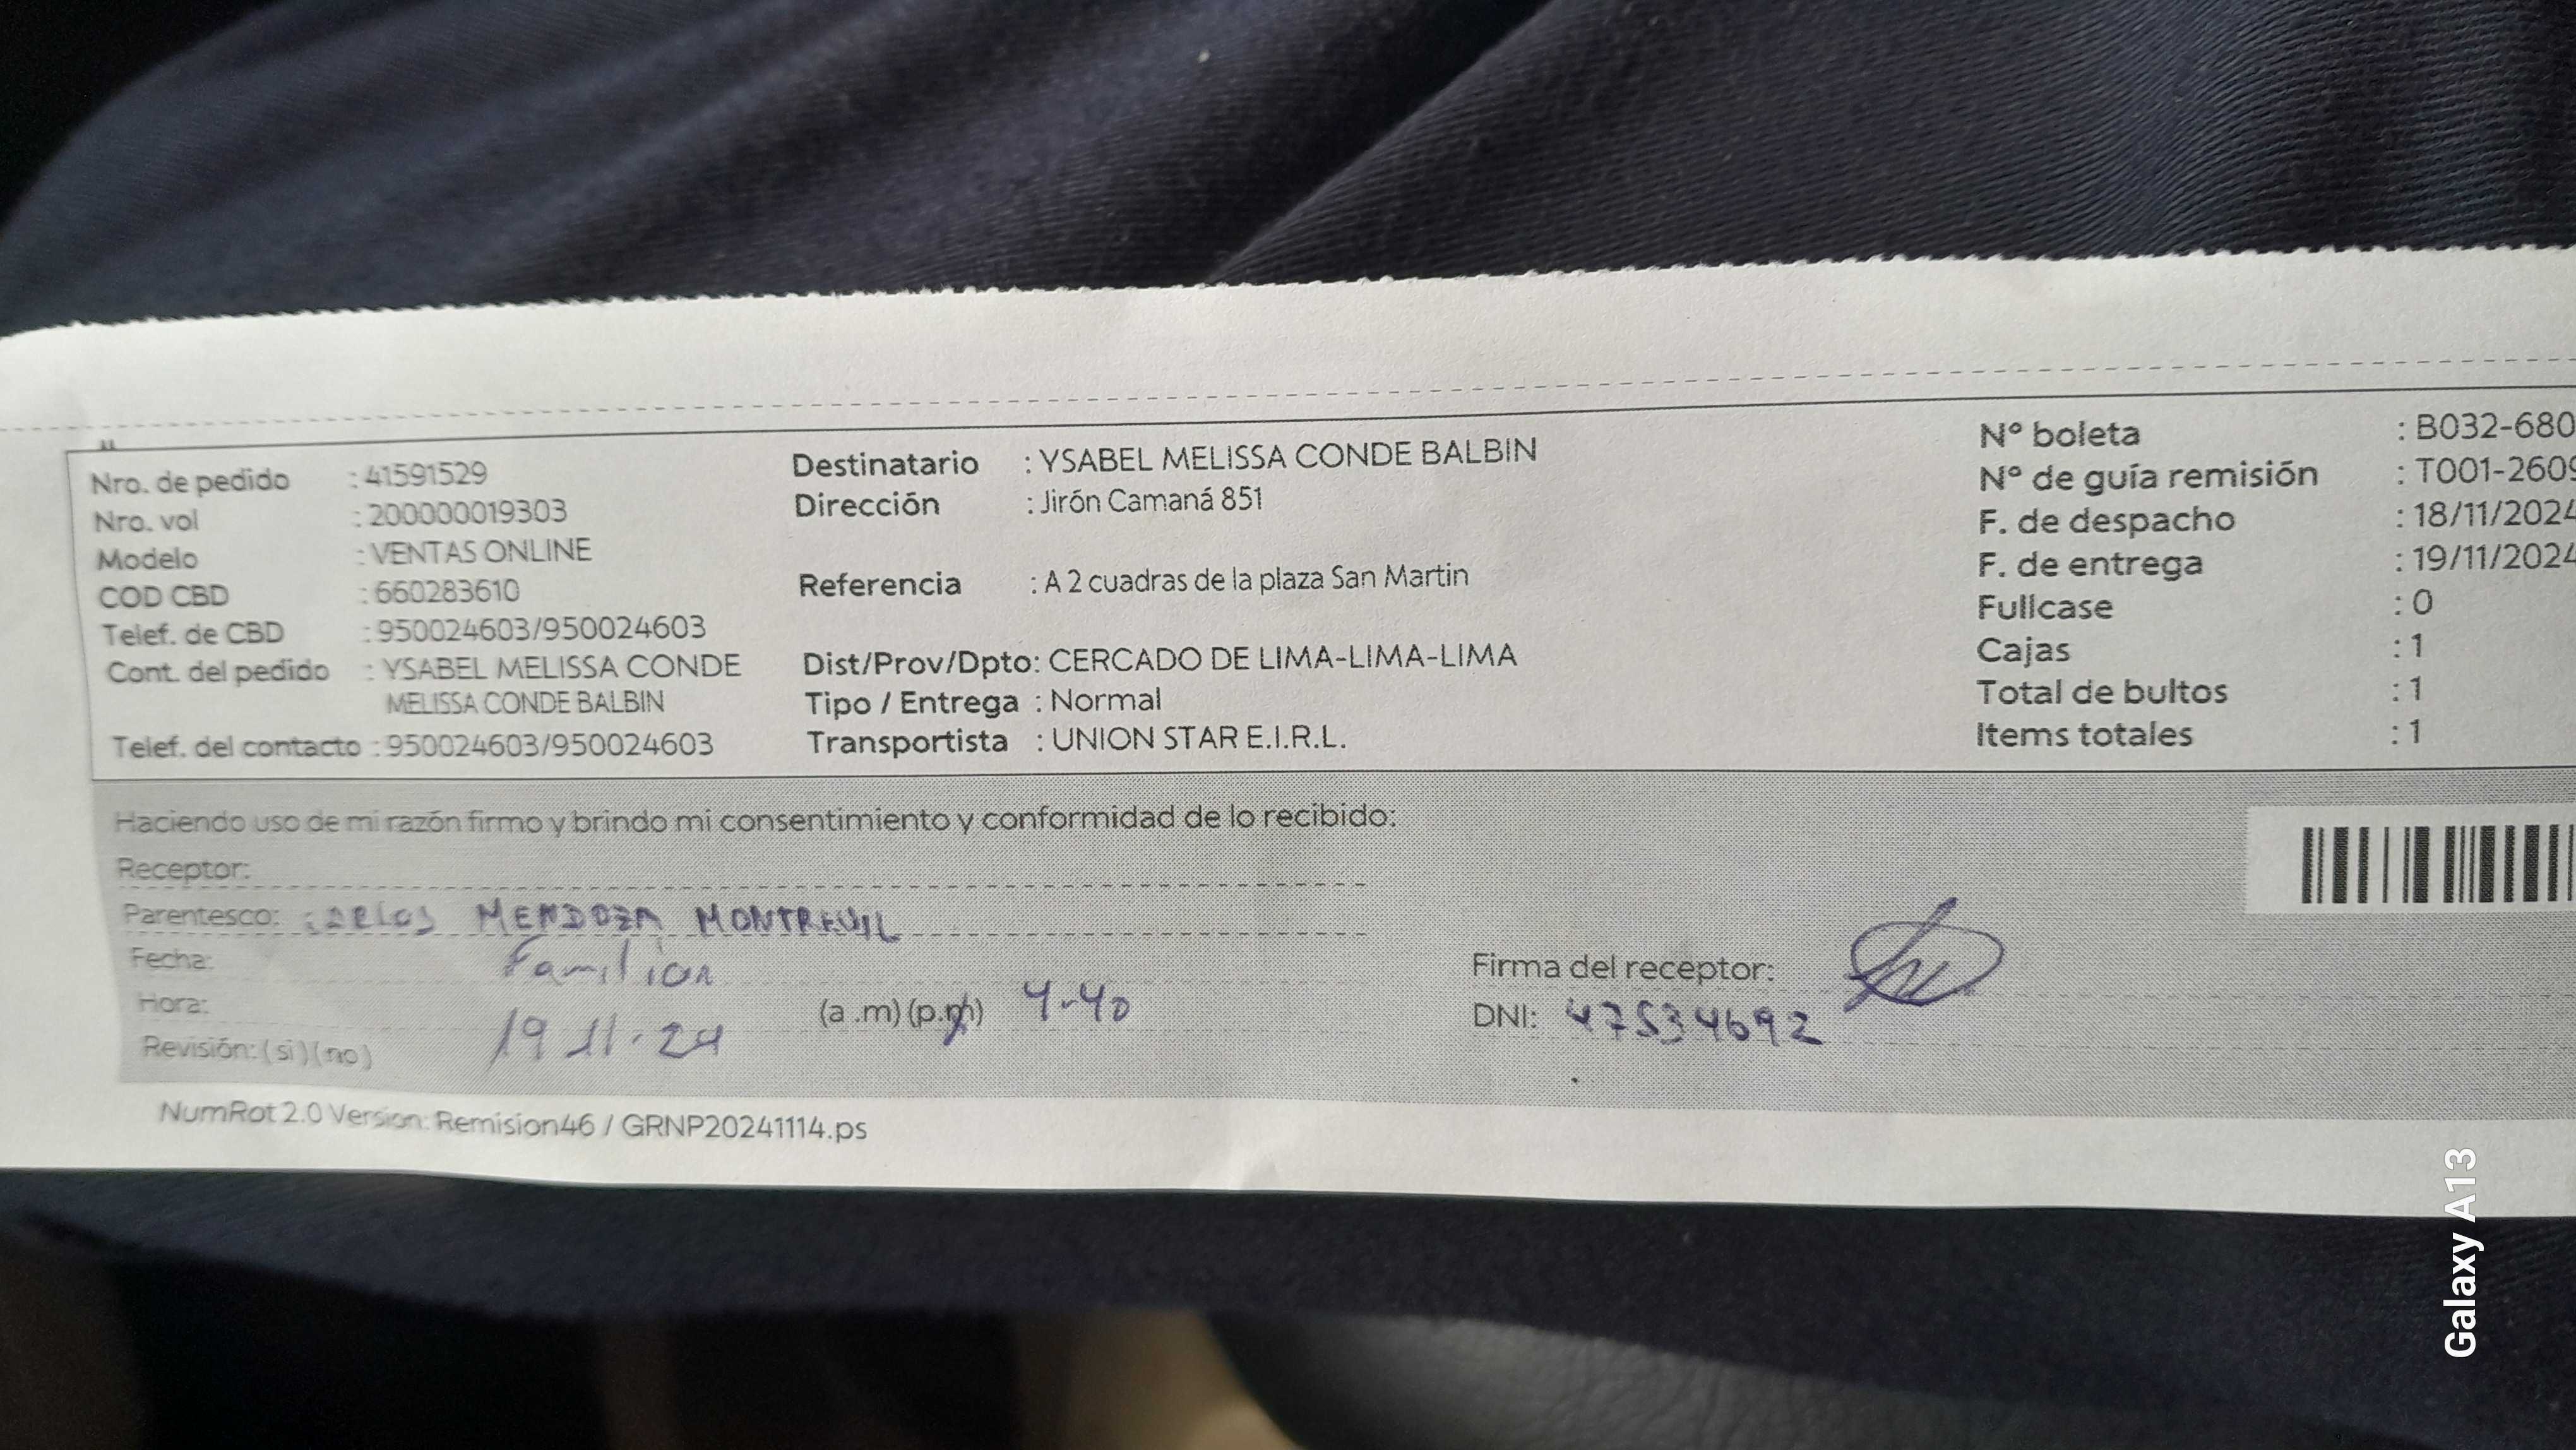 Nro. de pedido : 41591529
Nro. vol : 200000019303
Modelo : VENTAS ONLINE
COD CBD : 660283610
Telef. de CBD : 950024603/950024603
Cont. del pedido : YSABEL MELISSA CONDE
MELISSA CONDE BALBIN
Telef. del contacto : 950024603/950024603
Destinatario : YSABEL MELISSA CONDE BALBIN
Dirección : Jirón Camaná 851
Referencia : A 2 cuadras de la plaza San Martin
Dist/Prov/Dpto: CERCADO DE LIMA-LIMA-LIMA
Tipo / Entrega : Normal
Transportista : UNION STAR E.I.R.L.
Nº boleta : B032-680
Nº de guía remisión : T001-2609
F. de despacho : 18/11/2024
F. de entrega : 19/11/2024
Fullcase : 0
Cajas : 1
Total de bultos : 1
Items totales : 1
Haciendo uso de mi razón firmo y brindo mi consentimiento y conformidad de lo recibido:
Receptor:
Parentesco: CARLOS MENDOZA MONTREUIL
Fecha: Familiar
Hora: (a .m) (p.m) 4-40
Revisión: ( si ) ( no ) 19 11.24
Firma del receptor:
DNI: 47534692
NumRot 2.0 Version: Remision46 / GRNP20241114.ps
Galaxy A13